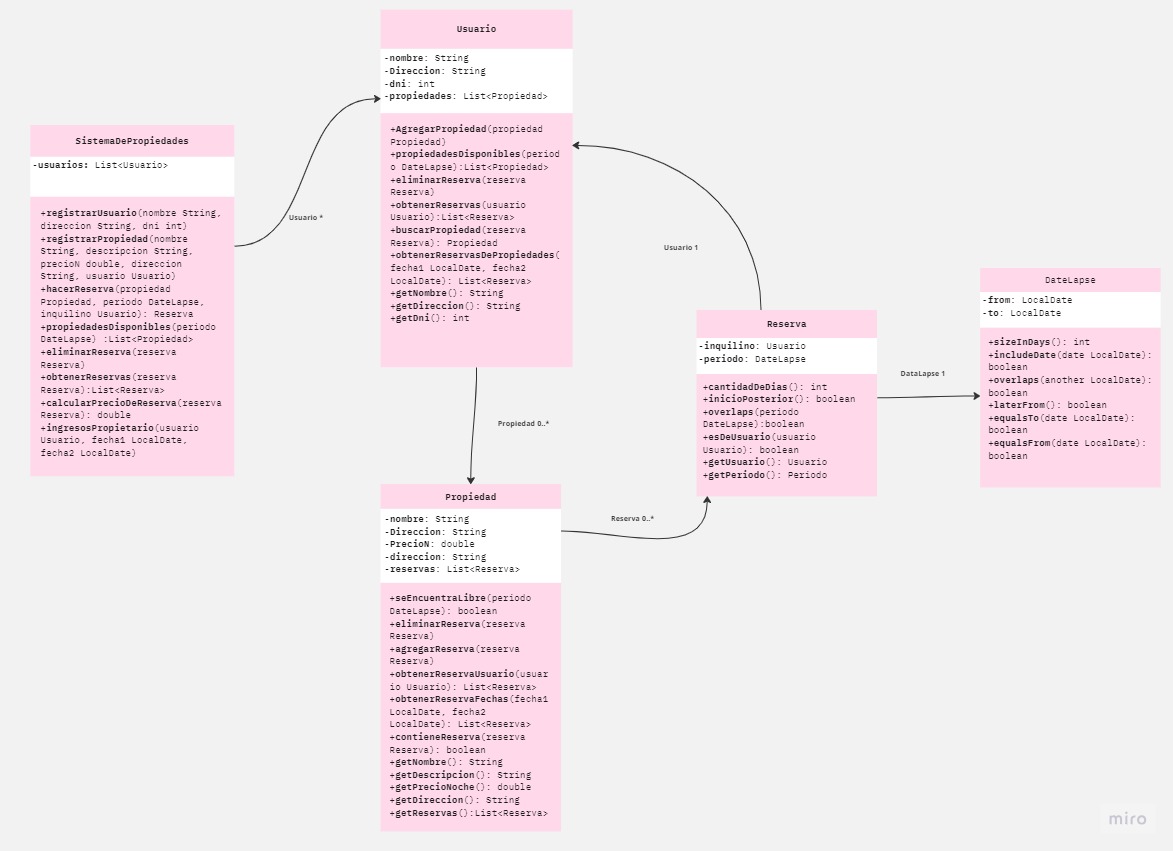 SistemaDePropiedades
-usuarios: List<Usuario>
+registrarUsuario(nombre String,
direccion String, dni int)
+registrarPropiedad(nombre
String, descripcion String,
precioN double, direccion
String, usuario Usuario)
+hacerReserva(propiedad
Propiedad, periodo DateLapse,
inquilino Usuario): Reserva
+propiedadesDisponibles(periodo
DateLapse) :List<Propiedad>
+eliminarReserva(reserva
Reserva)
+obtenerReservas(reserva
Reserva):List<Reserva>
+calcularPrecioDeReserva(reserva
Reserva): double
+ingresosPropietario(usuario
Usuario, fecha1 LocalDate,
fecha2 LocalDate)
Usuario *
Usuario
-nombre: String
-Direccion: String
-dni: int
-propiedades: List<Propiedad>
+AgregarPropiedad(propiedad
Propiedad)
+propiedadesDisponibles(period
o DateLapse):List<Propiedad>
+eliminarReserva(reserva
Reserva)
+obtenerReservas(usuario
Usuario):List<Reserva>
+buscarPropiedad(reserva
Reserva): Propiedad
+obtenerReservasDePropiedades(
fecha1 LocalDate, fecha2
LocalDate): List<Reserva>
+getNombre(): String
+getDireccion(): String
+getDni(): int
Propiedad 0..*
Propiedad
-nombre: String
-Direccion: String
-PrecioN: double
-direccion: String
-reservas: List<Reserva>
+seEncuentraLibre(periodo
DateLapse): boolean
+eliminarReserva(reserva
Reserva)
+agregarReserva(reserva
Reserva)
+obtenerReservaUsuario(usuar
io Usuario): List<Reserva>
+obtenerReservaFechas(fecha1
LocalDate, fecha2
LocalDate): List<Reserva>
+contieneReserva(reserva
Reserva): boolean
+getNombre(): String
+getDescripcion(): String
+getPrecioNoche(): double
+getDireccion(): String
+getReservas():List<Reserva>
Reserva 0..*
Usuario 1
Reserva
-inquilino: Usuario
-periodo: DateLapse
+cantidadDeDias(): int
+inicioPosterior(): boolean
+overlaps(periodo
DateLapse):boolean
+esDeUsuario(usuario
Usuario): boolean
+getUsuario(): Usuario
+getPeriodo(): Periodo
DataLapse 1
DateLapse
-from: LocalDate
-to: LocalDate
+sizeInDays(): int
+includeDate(date LocalDate):
boolean
+overlaps(another LocalDate):
boolean
+laterFrom(): boolean
+equalsTo(date LocalDate):
boolean
+equalsFrom(date LocalDate):
boolean
miro